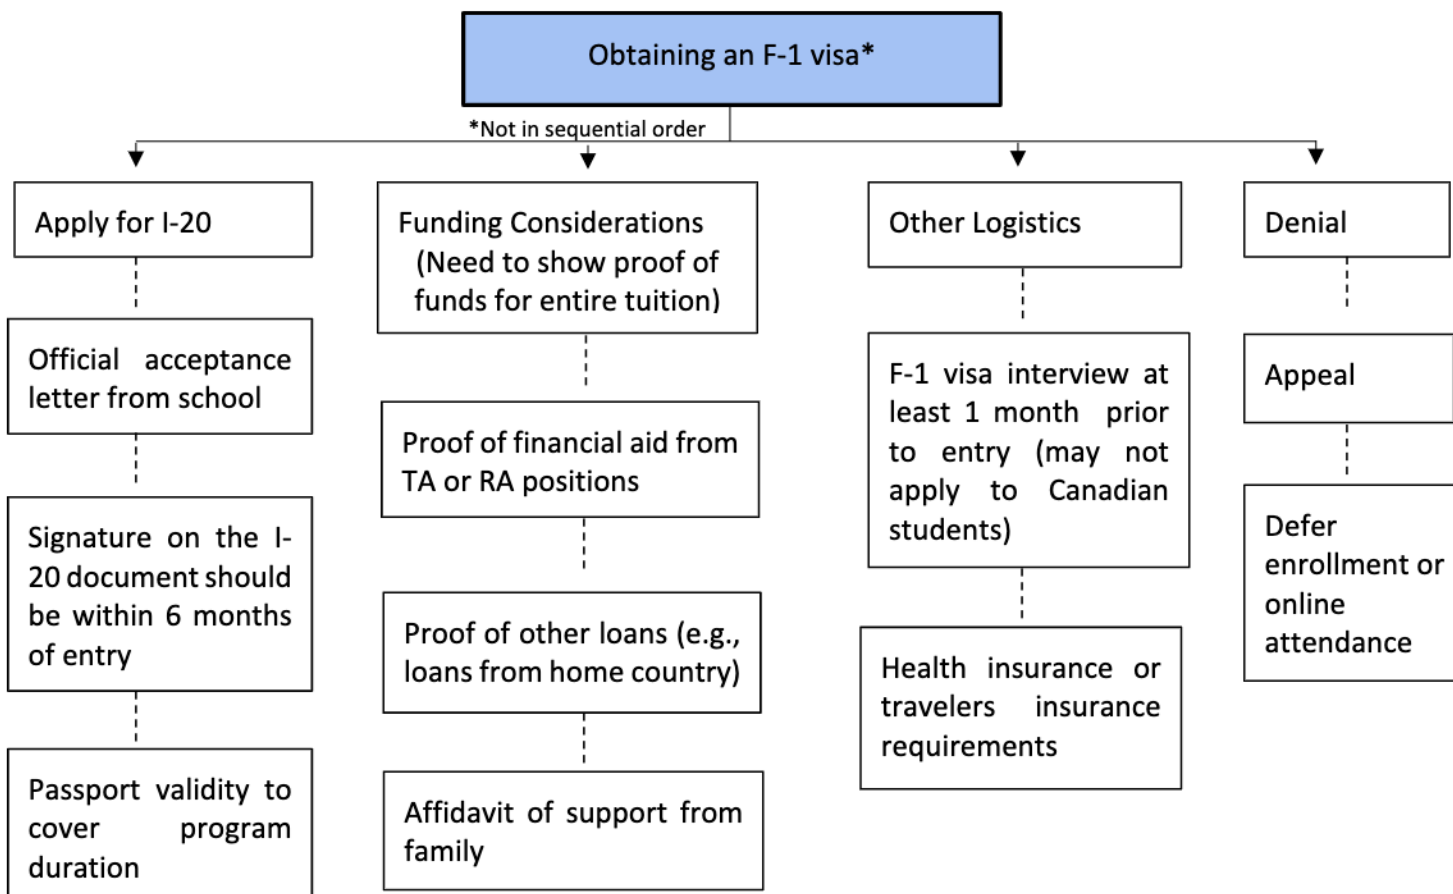 Obtaining an F-1 visa*
*Not in sequential order
Apply for I-20
Official acceptance
letter from school
Signature on the I-
20 document should
be within 6 months
of entry
Passport validity to
cover program
duration
Funding Considerations
(Need to show proof of
funds for entire tuition)
Proof of financial aid from
TA or RA positions
Proof of other loans (e.g.,
loans from home country)
Affidavit of support from
family
Other Logistics
F-1 visa interview at
least 1 month prior
to entry (may not
apply to Canadian
students)
Health insurance or
travelers insurance
requirements
Denial
Appeal
Defer
enrollment or
online
attendance